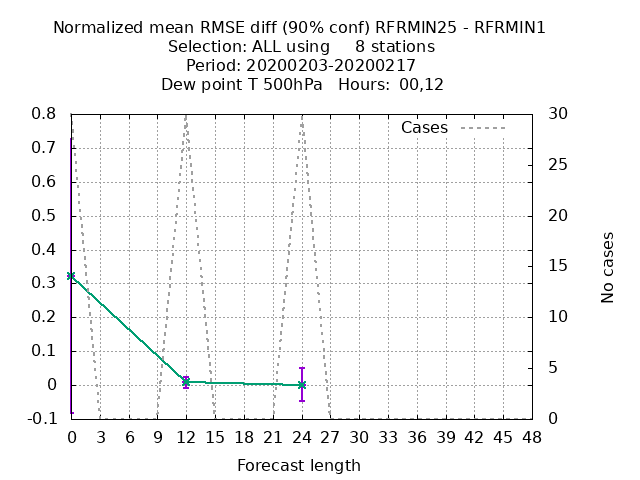 Normalized mean RMSE diff (90% conf) RFRMIN25 - RFRMIN1
Selection: ALL using     8 stations
Period: 20200203-20200217
Dew point T 500hPa   Hours: 00,12
Cases
0.8
0.7
0.6
0.5
0.4
0.3
0.2
0.1
0
-0.1
30
25
20
15
10
5
0
No cases
0 3 6 9 12 15 18 21 24 27 30 33 36 39 42 45 48
Forecast length